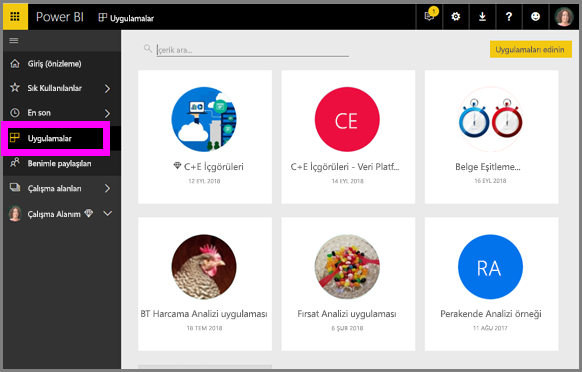 Power BI
Uygulamalar
1
?
Giriş (önizleme)
Sık Kullanılanlar
En son
Uygulamalar
Benimle paylaşılan
Çalışma alanları
Çalışma Alanım
İçerik ara...
Uygulamaları edinin
C+E İçgörüleri
12 EYL 2018
CE
C+E İçgörüleri - Veri Platf...
14 EYL 2018
Belge Eşitleme...
16 EYL 2018
BT Harcama Analizi uygulaması
18 TEM 2018
Fırsat Analizi uygulaması
6 ŞUB 2018
RA
Perakende Analizi örneği
11 AĞU 2017